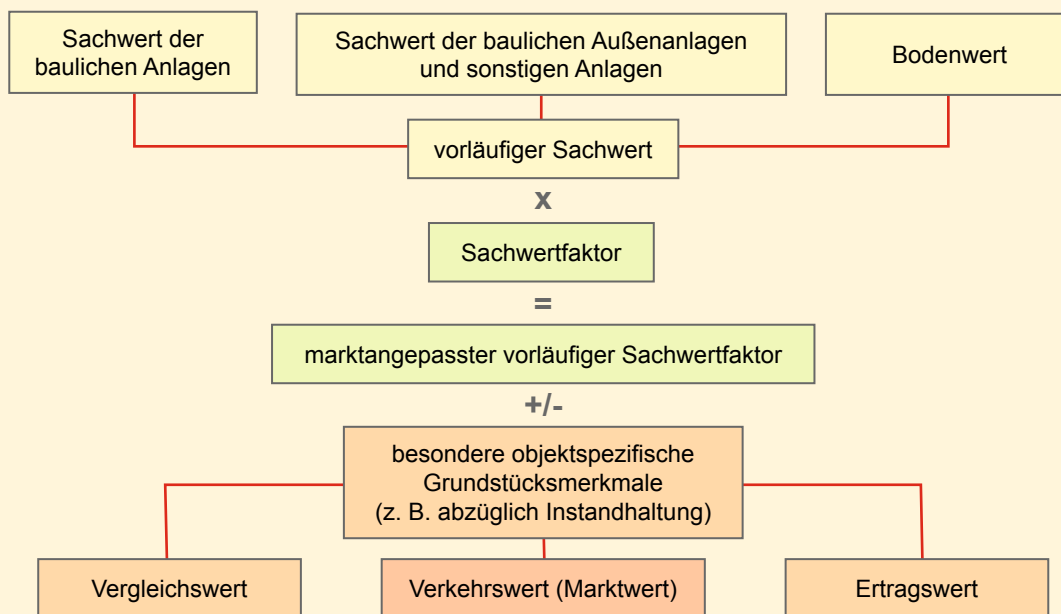 Sachwert der
baulichen Anlagen
Sachwert der baulichen Außenanlagen
und sonstigen Anlagen
Bodenwert
vorläufiger Sachwert
x
Sachwertfaktor
=
marktangepasster vorläufiger Sachwertfaktor
+/-
besondere objektspezifische
Grundstücksmerkmale
(z. B. abzüglich Instandhaltung)
Vergleichswert
Verkehrswert (Marktwert)
Ertragswert